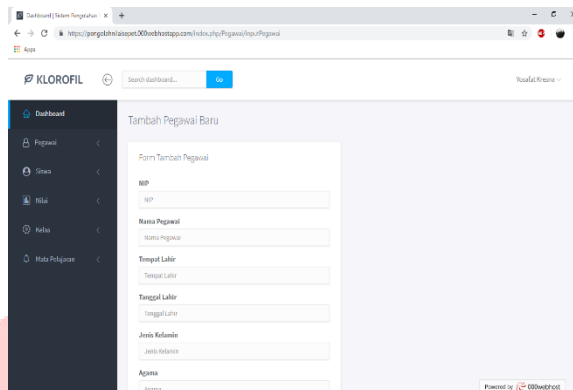 Dashboard | Sistem Pengolahan
https://pengolahnilaisepet.000webhostapp.com/index.php/Pegawai/inputPegawai
Apps
KLOROFIL
Search dashboard...
Go
Yosafat Kresna
Dashboard
Pegawai
Siswa
Nilai
Kelas
Mata Pelajaran
Tambah Pegawai Baru
Form Tambah Pegawai
NIP
NIP
Nama Pegawai
Nama Pegawai
Tempat Lahir
Tempat Lahir
Tanggal Lahir
Tanggal Lahir
Jenis Kelamin
Jenis Kelamin
Agama
Agama
Powered by 000webhost